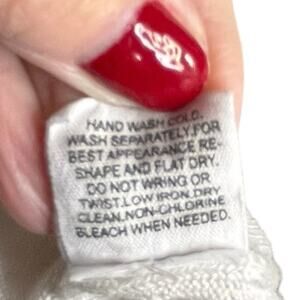 HAND WASH COLD.
WASH SEPARATELY.FOR
BEST APPEARANCE RE-
SHAPE AND FLAT DRY.
DO NOT WRING OR
TWIST.LOW IRON.DRY
CLEAN.NON-CHLORINE
BLEACH WHEN NEEDED.